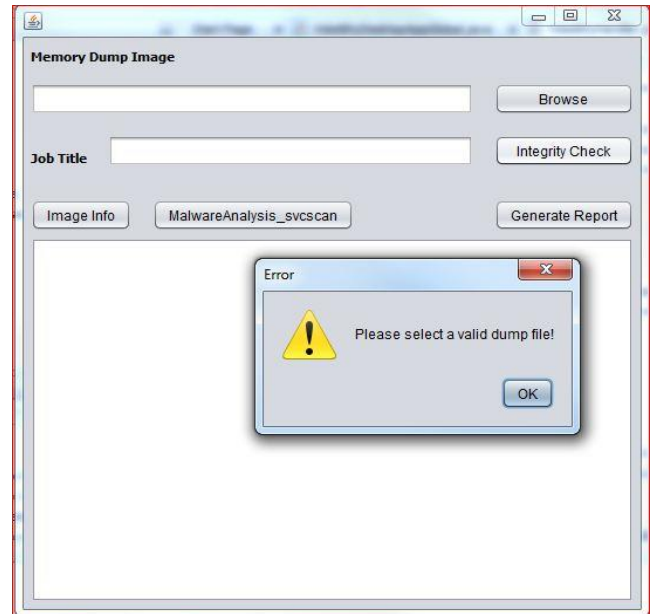 Memory Dump Image
Browse
Job Title
Integrity Check
Image Info
MalwareAnalysis_svcscan
Generate Report
Error
Please select a valid dump file!
OK